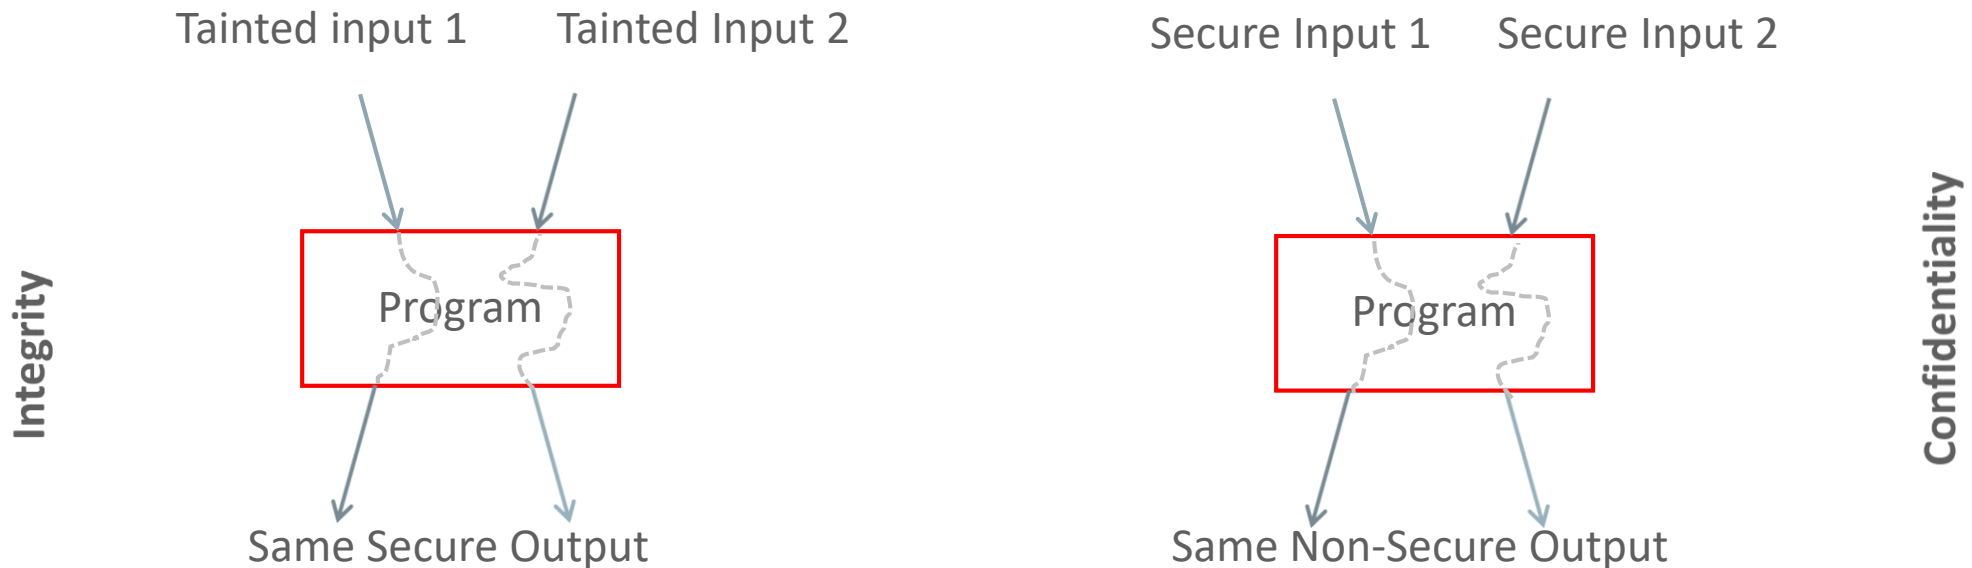 Tainted input 1
Tainted Input 2
Integrity
Program
Same Secure Output
Secure Input 1
Secure Input 2
Program
Confidentiality
Same Non-Secure Output